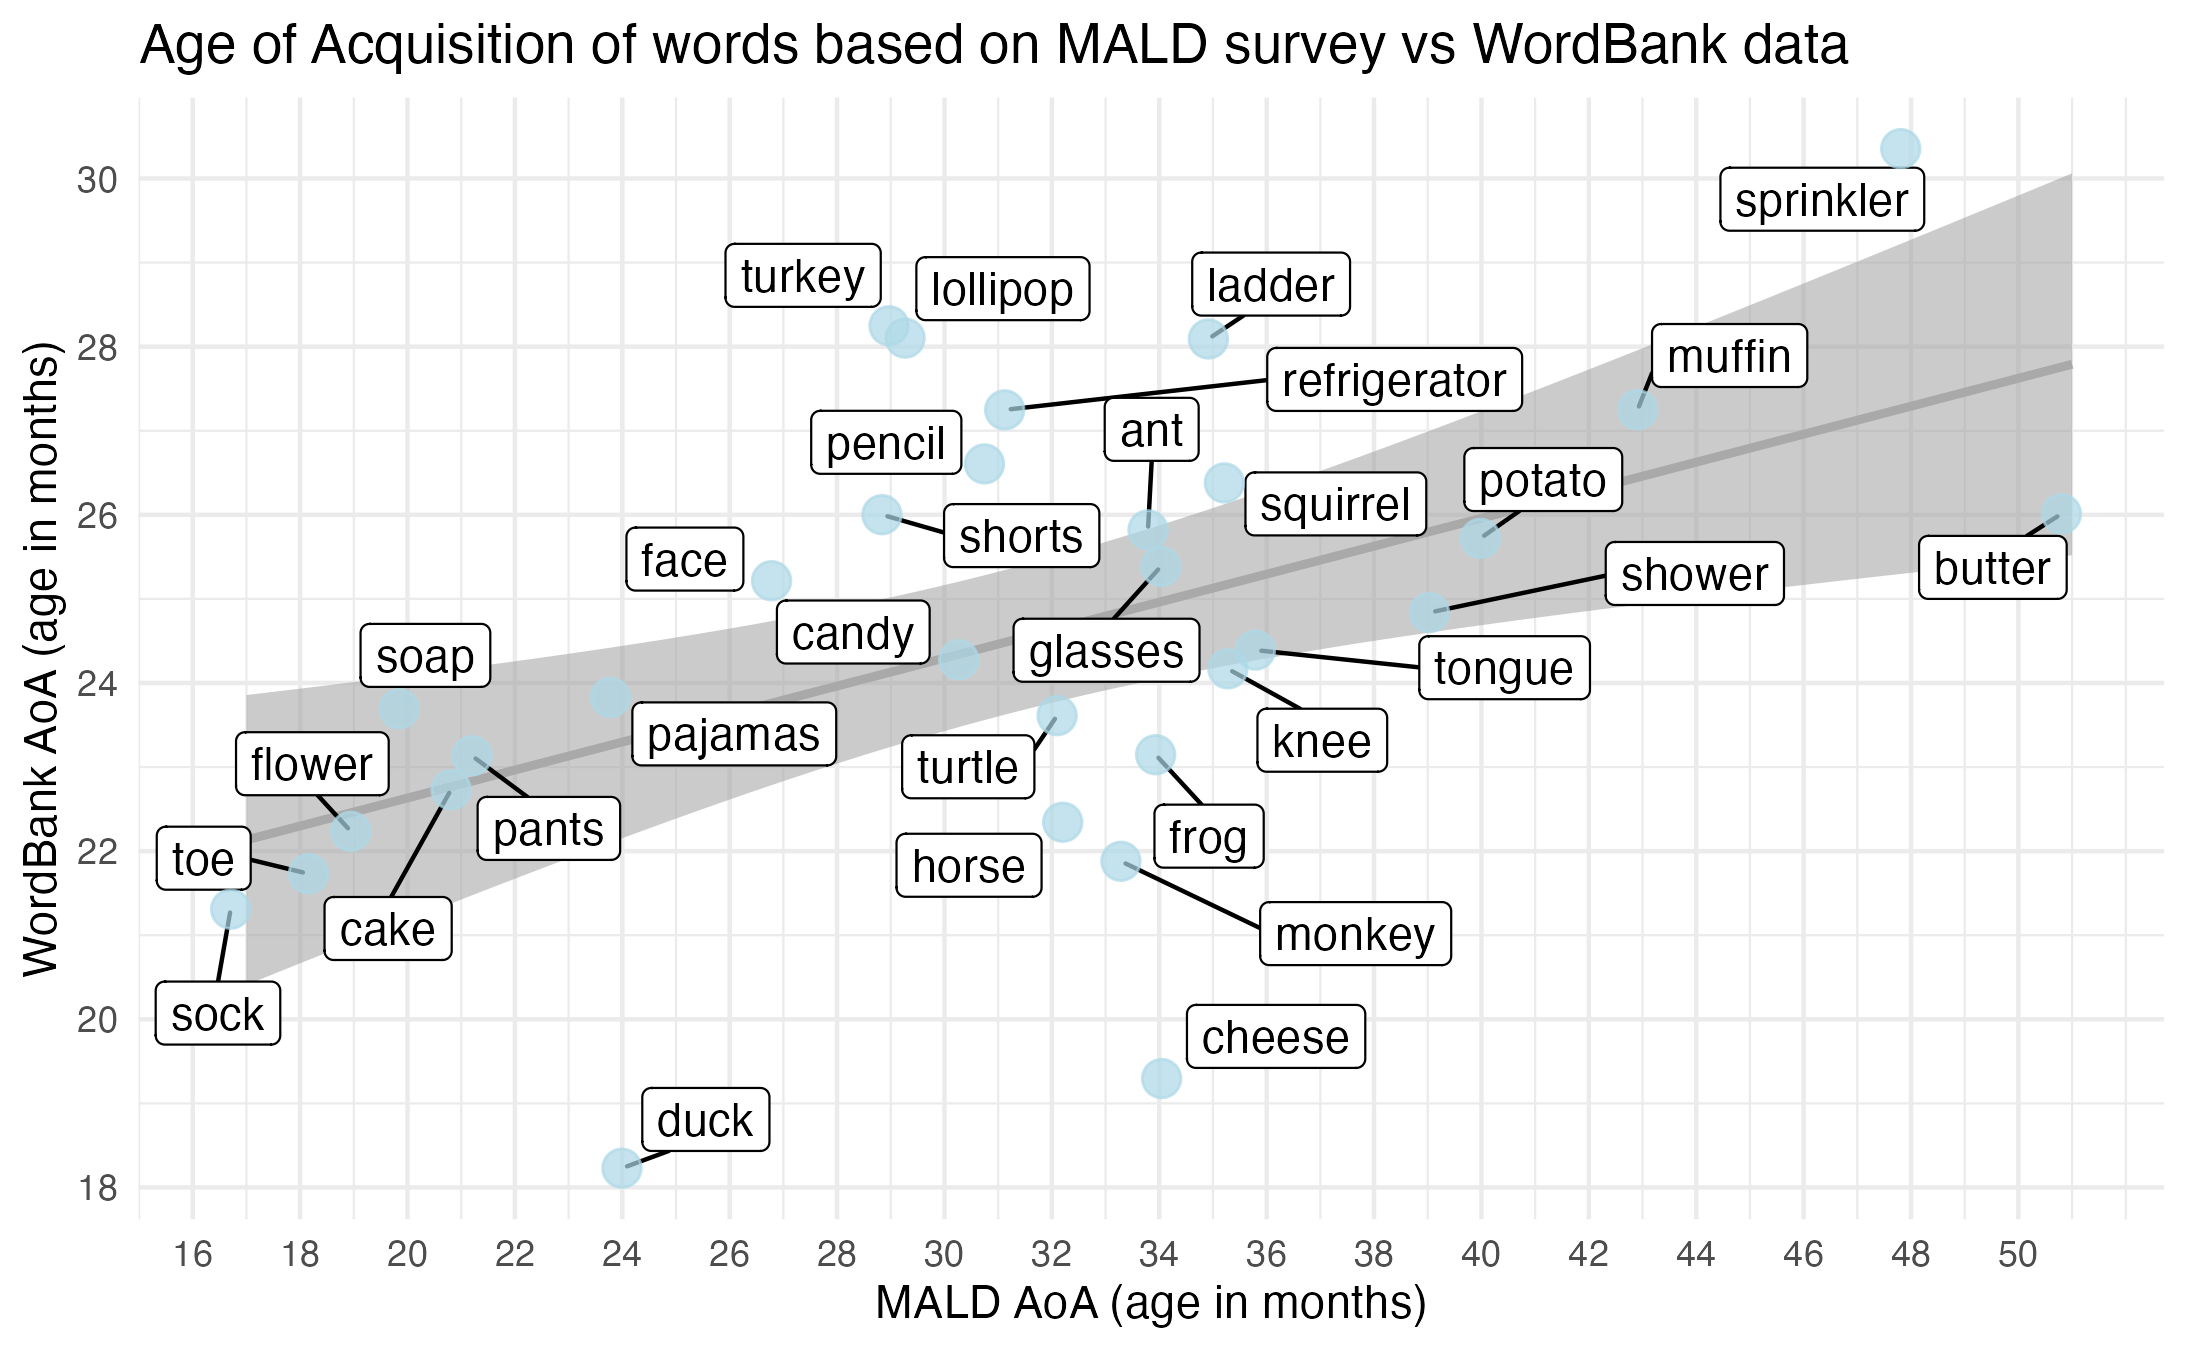 Age of Acquisition of words based on MALD survey vs WordBank data
WordBank AoA (age in months)
30
28
26
24
22
20
18
sprinkler
turkey
lollipop
ladder
muffin
refrigerator
ant
pencil
potato
squirrel
shorts
face
shower
butter
candy
glasses
soap
tongue
pajamas
knee
flower
turtle
pants
frog
toe
horse
cake
monkey
sock
cheese
duck
16 18 20 22 24 26 28 30 32 34 36 38 40 42 44 46 48 50
MALD AoA (age in months)